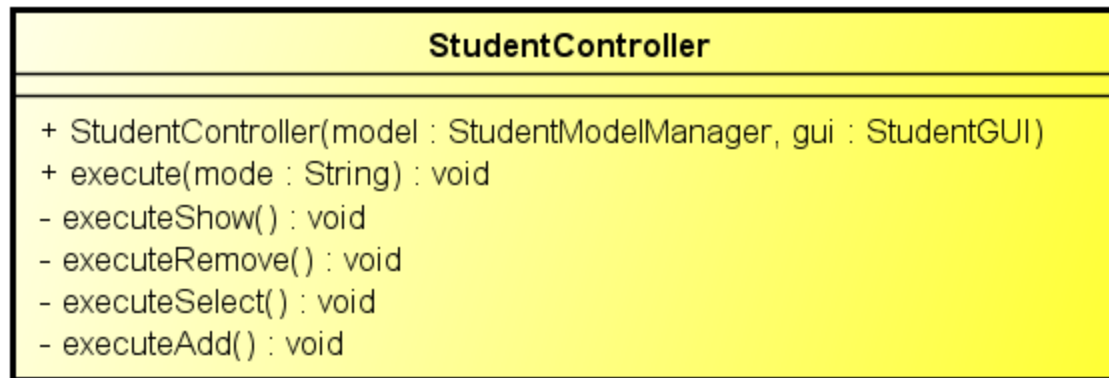 StudentController
+ StudentController(model : StudentModelManager, gui : StudentGUI)
+ execute(mode : String) : void
- executeShow() : void
- executeRemove() : void
- executeSelect() : void
- executeAdd() : void